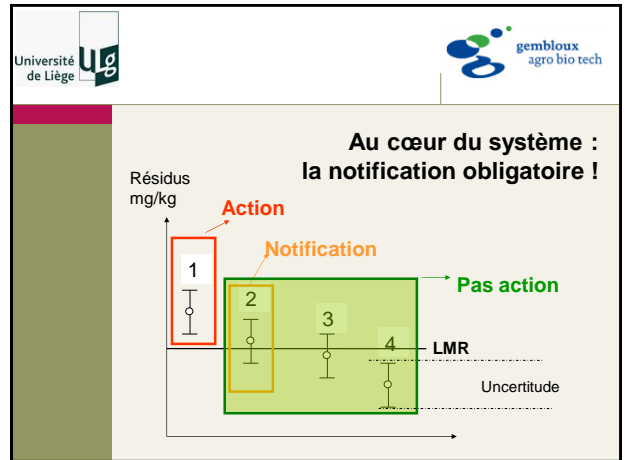 Université
de Liège
ulg
gembloux
agro bio tech
Au cœur du système :
la notification obligatoire !
Résidus
mg/kg
Action
Notification
Pas action
1
2
3
4
LMR
Uncertitude